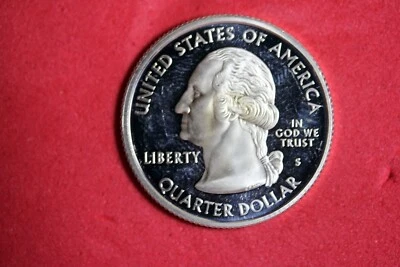 UNITED STATES OF AMERICA
LIBERTY
IN
GOD WE
TRUST
S
QUARTER DOLLAR